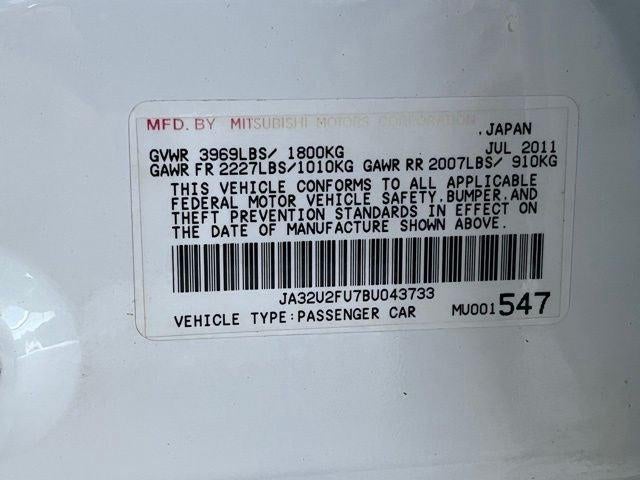 MFD. BY MITSUBISHI MOTORS CORPORATION
.JAPAN
GVWR 3969LBS/ 1800KG JUL 2011
GAWR FR 2227LBS/1010KG GAWR RR 2007LBS/ 910KG
THIS VEHICLE CONFORMS TO ALL APPLICABLE
FEDERAL MOTOR VEHICLE SAFETY,BUMPER,AND
THEFT PREVENTION STANDARDS IN EFFECT ON
THE DATE OF MANUFACTURE SHOWN ABOVE.
JA32U2FU7BU043733
VEHICLE TYPE:PASSENGER CAR MU001547